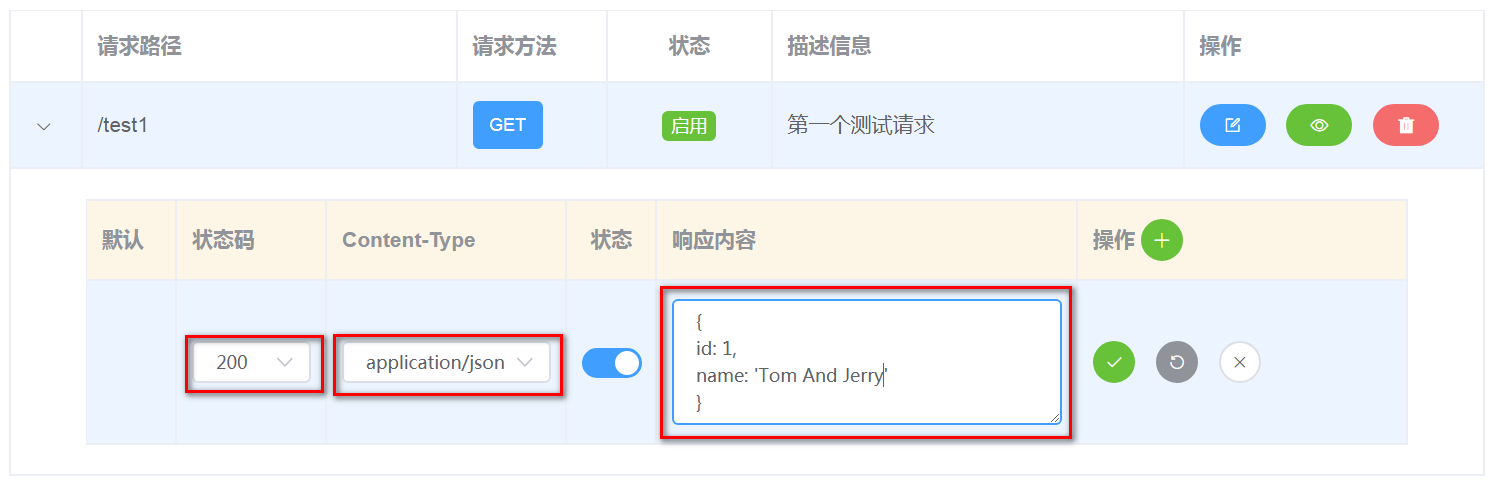 请求路径 请求方法 状态 描述信息 操作
/test1 GET 启用 第一个测试请求
默认 状态码 Content-Type 状态 响应内容 操作
200 application/json
{
id: 1,
name: 'Tom And Jerry'
}